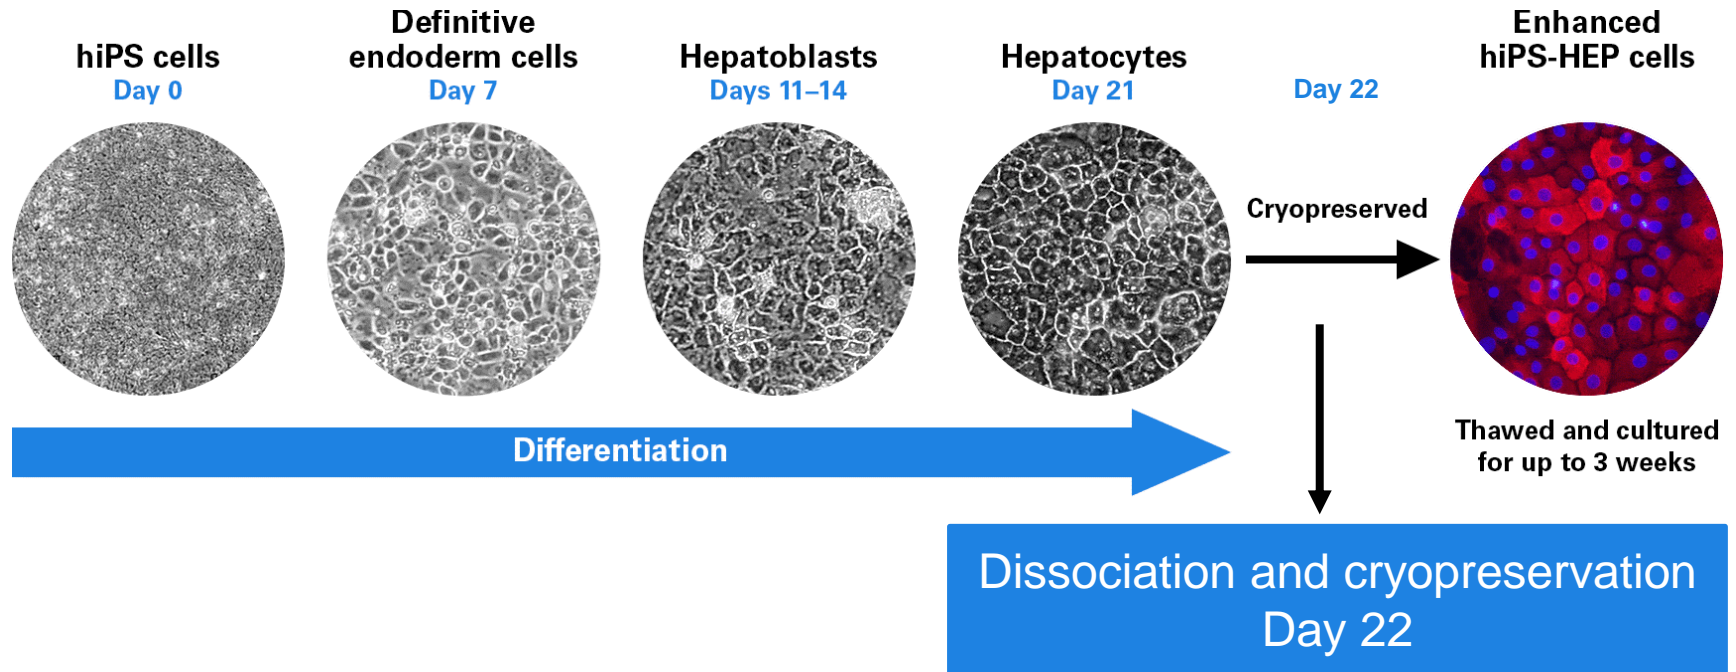 hiPS cells
Day 0
Definitive
endoderm cells
Day 7
Hepatoblasts
Days 11–14
Hepatocytes
Day 21
Day 22
Enhanced
hiPS-HEP cells
Cryopreserved
Thawed and cultured
for up to 3 weeks
Differentiation
Dissociation and cryopreservation
Day 22